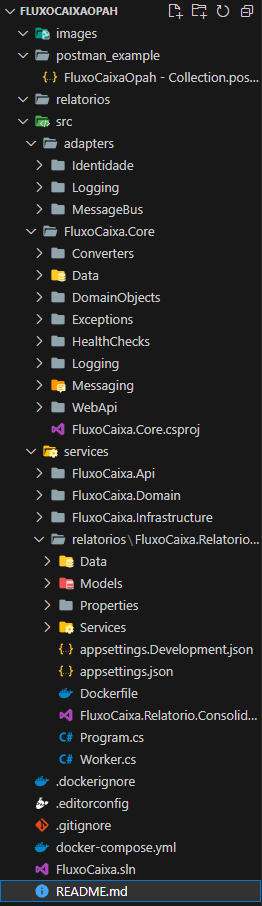 FLUXOCAIXAOPAH
images
postman_example
FluxoCaixaOpah - Collection.pos...
relatorios
src
adapters
Identidade
Logging
MessageBus
FluxoCaixa.Core
Converters
Data
DomainObjects
Exceptions
HealthChecks
Logging
Messaging
WebApi
FluxoCaixa.Core.csproj
services
FluxoCaixa.Api
FluxoCaixa.Domain
FluxoCaixa.Infrastructure
relatorios\FluxoCaixa.Relatorio...
Data
Models
Properties
Services
appsettings.Development.json
appsettings.json
Dockerfile
FluxoCaixa.Relatorio.Consolid...
Program.cs
Worker.cs
.dockerignore
.editorconfig
.gitignore
docker-compose.yml
FluxoCaixa.sln
README.md